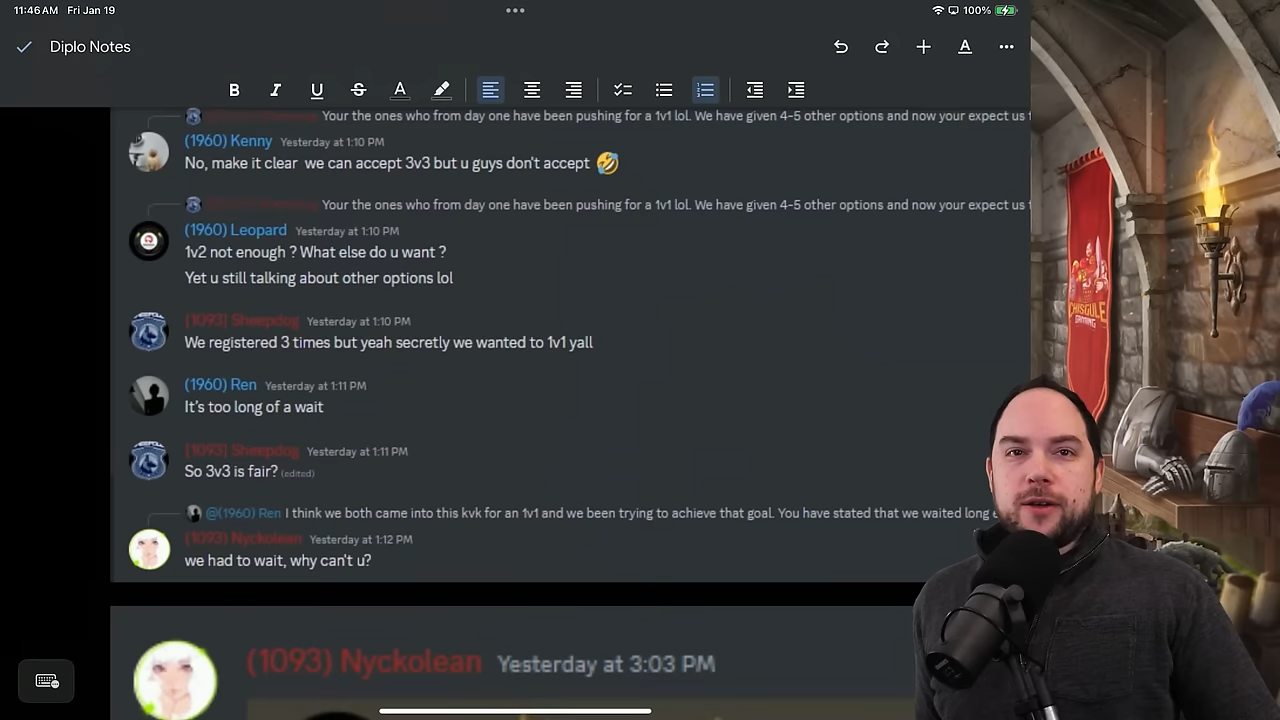 11:46 AM Fri Jan 19
100%
Diplo Notes
B I U S A
Your the ones who from day one have been pushing for a 1v1 lol. We have given 4-5 other options and now your expect us
(1960) Kenny Yesterday at 1:10 PM
No, make it clear we can accept 3v3 but u guys don't accept 🤣
Your the ones who from day one have been pushing for a 1v1 lol. We have given 4-5 other options and now your expect us
(1960) Leopard Yesterday at 1:10 PM
1v2 not enough ? What else do u want ?
Yet u still talking about other options lol
[1093] Sheepdog Yesterday at 1:10 PM
We registered 3 times but yeah secretly we wanted to 1v1 yall
(1960) Ren Yesterday at 1:11 PM
It's too long of a wait
[1093] Sheepdog Yesterday at 1:11 PM
So 3v3 is fair? (edited)
@(1960) Ren I think we both came into this kvk for an 1v1 and we been trying to achieve that goal. You have stated that we waited long
(1093) Nyckolean Yesterday at 1:12 PM
we had to wait, why can't u?
(1093) Nyckolean Yesterday at 3:03 PM
CHISGULE
GAMING